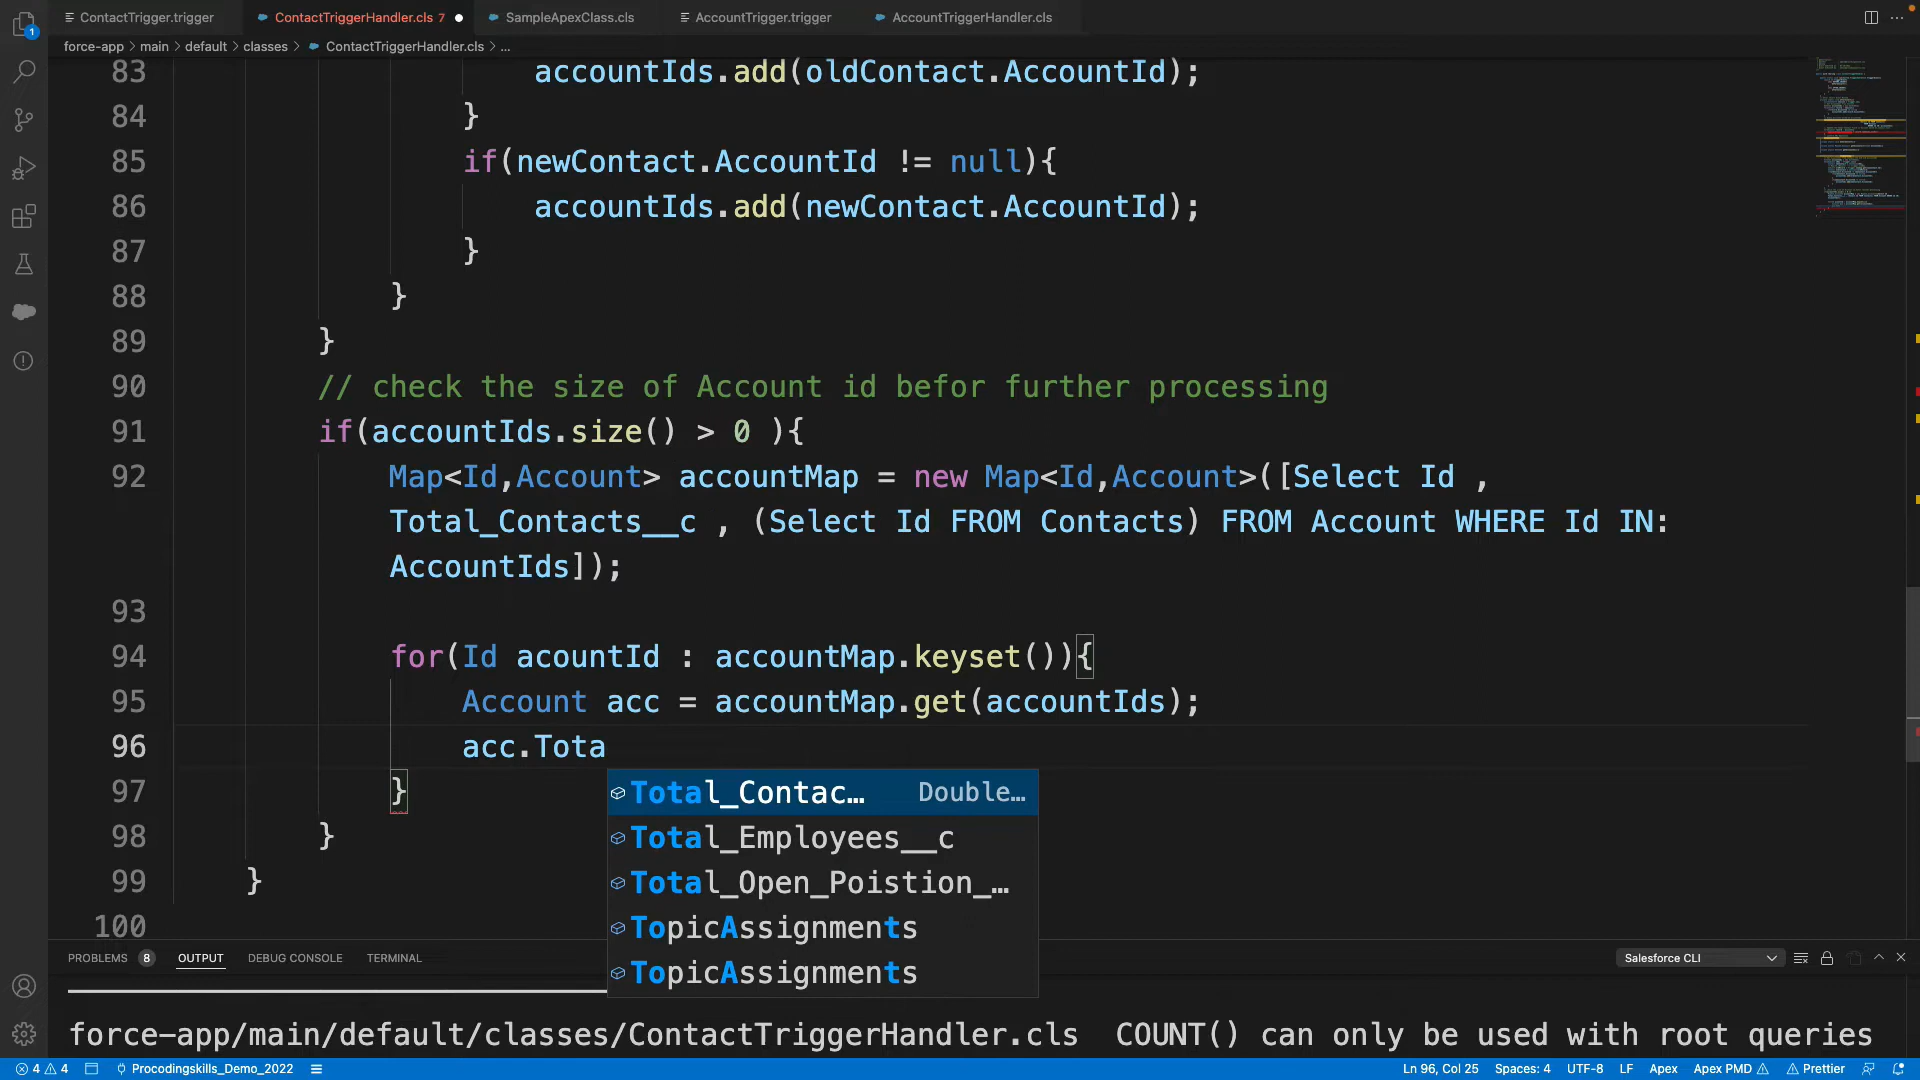 ContactTrigger.trigger ContactTriggerHandler.cls 7 SampleApexClass.cls AccountTrigger.trigger AccountTriggerHandler.cls
1 force-app > main > default > classes > ContactTriggerHandler.cls > ...
83 accountIds.add(oldContact.AccountId);
84 }
85 if(newContact.AccountId != null){
86 accountIds.add(newContact.AccountId);
87 }
88 }
89 }
90 // check the size of Account id befor further processing
91 if(accountIds.size() > 0 ){
92 Map<Id,Account> accountMap = new Map<Id,Account>([Select Id ,
Total_Contacts__c , (Select Id FROM Contacts) FROM Account WHERE Id IN:
AccountIds]);
93
94 for(Id acountId : accountMap.keyset()){
95 Account acc = accountMap.get(accountIds);
96 acc.Tota
97 }
Total_Contac… Double…
98 }
Total_Employees__c
99 }
Total_Open_Poistion_…
100
TopicAssignments
TopicAssignments
PROBLEMS 8 OUTPUT DEBUG CONSOLE TERMINAL Salesforce CLI
force-app/main/default/classes/ContactTriggerHandler.cls COUNT() can only be used with root queries
4 4 Procodingskills_Demo_2022 Ln 96, Col 25 Spaces: 4 UTF-8 LF Apex Apex PMD Prettier